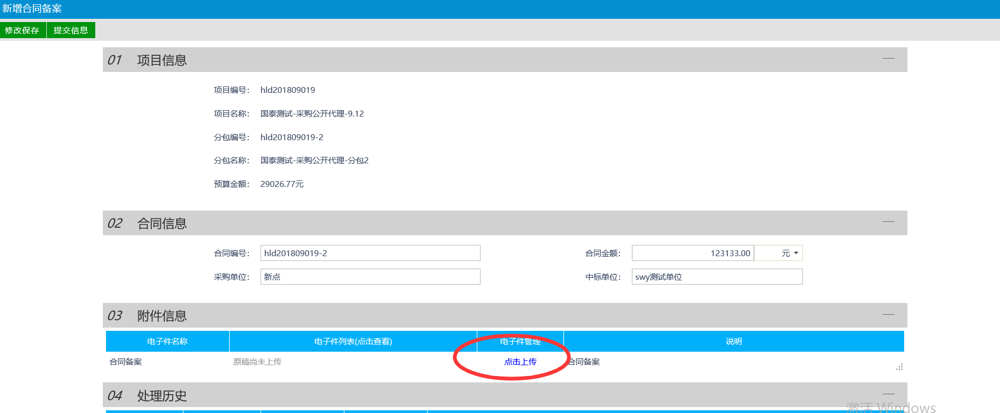 新增合同备案
修改保存 提交信息
01 项目信息
项目编号： hld201809019
项目名称： 国泰测试-采购公开代理-9.12
分包编号： hld201809019-2
分包名称： 国泰测试-采购公开代理-分包2
预算金额： 29026.77元
02 合同信息
合同编号： hld201809019-2 合同金额： 123133.00 元
采购单位： 新点 中标单位： swy测试单位
03 附件信息
电子件名称 电子件列表(点击查看) 电子件管理 说明
合同备案 原稿尚未上传 点击上传 合同备案
04 处理历史
激活 Windows